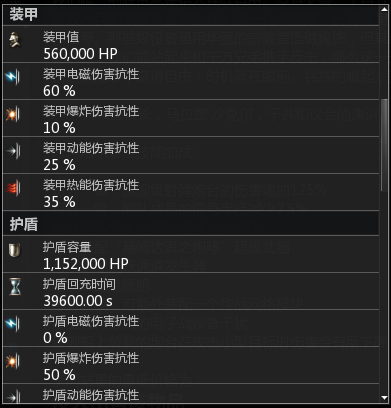 装甲
装甲值
560,000 HP
装甲电磁伤害抗性
60 %
装甲爆炸伤害抗性
10 %
装甲动能伤害抗性
25 %
装甲热能伤害抗性
35 %
护盾
护盾容量
1,152,000 HP
护盾回充时间
39600.00 s
护盾电磁伤害抗性
0 %
护盾爆炸伤害抗性
50 %
护盾动能伤害抗性